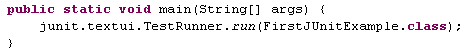 public static void main(String[] args) {
    junit.textui.TestRunner.run(FirstJUnitExample.class);
}